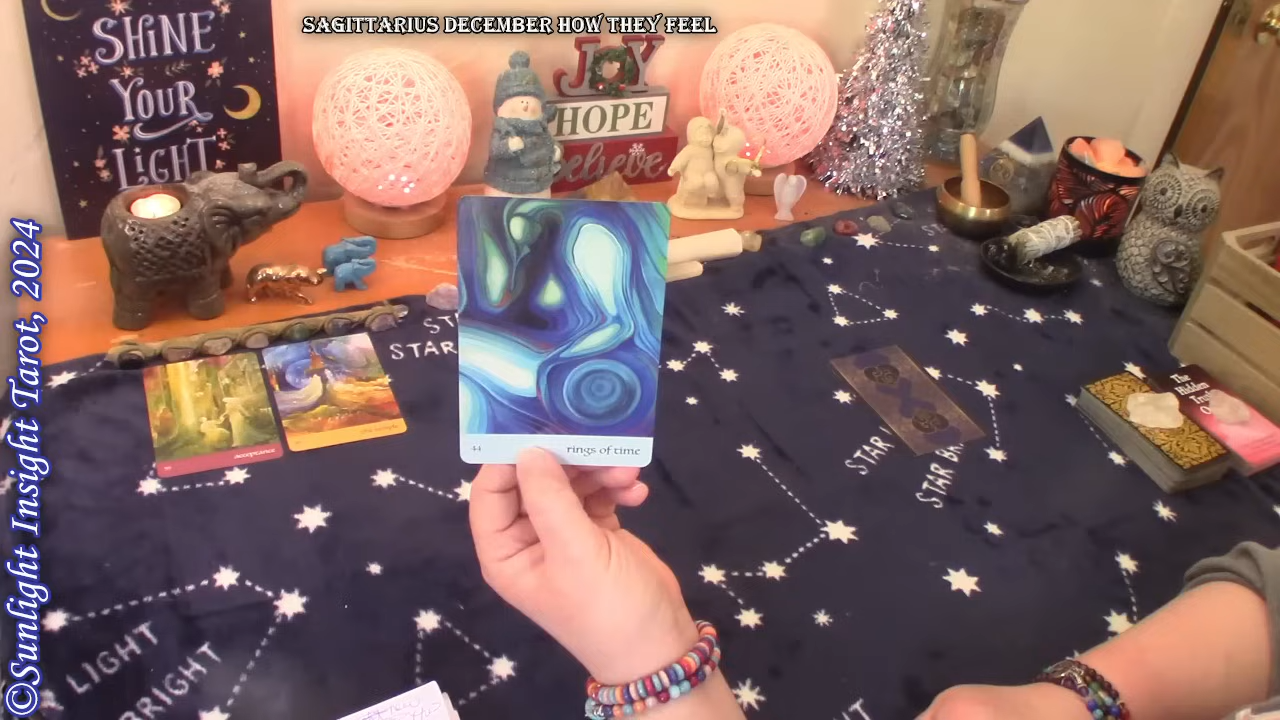 SAGITTARIUS DECEMBER HOW THEY FEEL
SHINE
YOUR
LIGHT
JOY
HOPE
believe
©Sunlight Insight Tarot, 2024
STAR
44 rings of time
acceptance
The
Hidden
STAR
STAR
LIGHT
BRIGHT